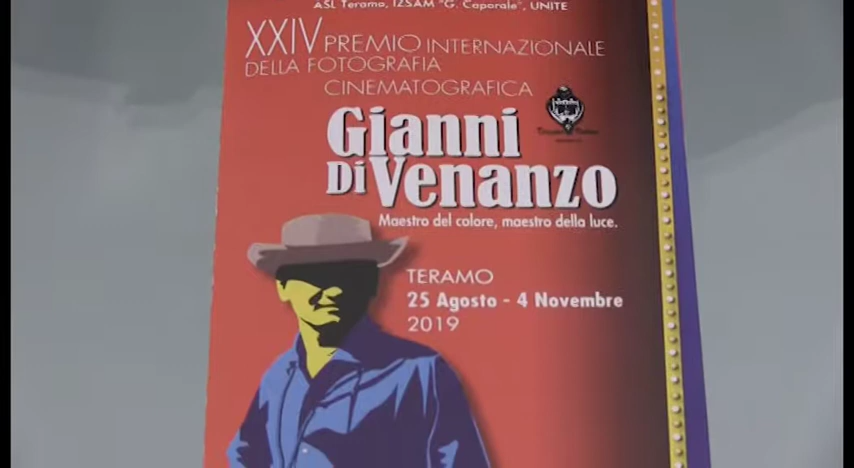 ASL Teramo, IZSAM "G. Caporale", UNITE
XXIV PREMIO INTERNAZIONALE
DELLA FOTOGRAFIA
CINEMATOGRAFICA
Gianni
Di Venanzo
Maestro del colore, maestro della luce.
TERAMO
25 Agosto - 4 Novembre
2019